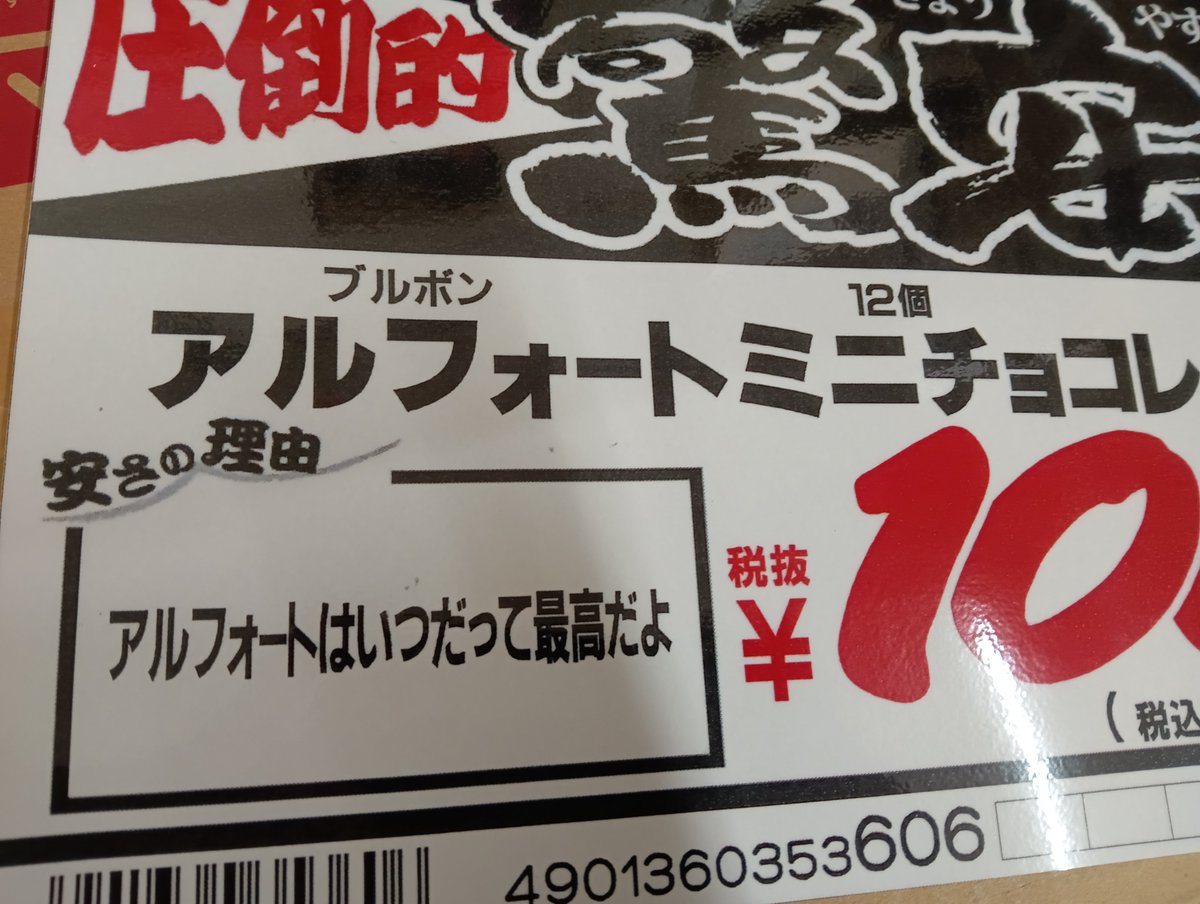 圧倒的
驚安
ブルボン
12個
アルフォートミニチョコレ
安さの理由
アルフォートはいつだって最高だよ
税抜
¥10
(税込
4901360353606